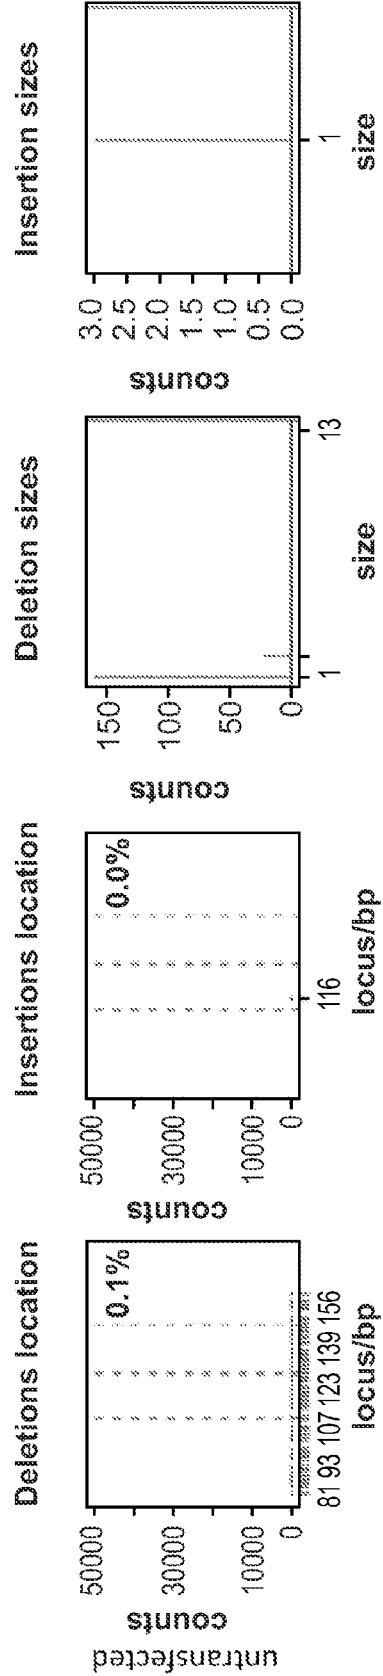 untransfected
Deletions location
counts
50000
30000
10000
0
0.1%
81 93 107 123 139 156
locus/bp
Insertions location
counts
50000
30000
10000
0
0.0%
116
locus/bp
Deletion sizes
counts
150
100
50
0
1 13
size
Insertion sizes
counts
3.0
2.5
2.0
1.5
1.0
0.5
0.0
1
size